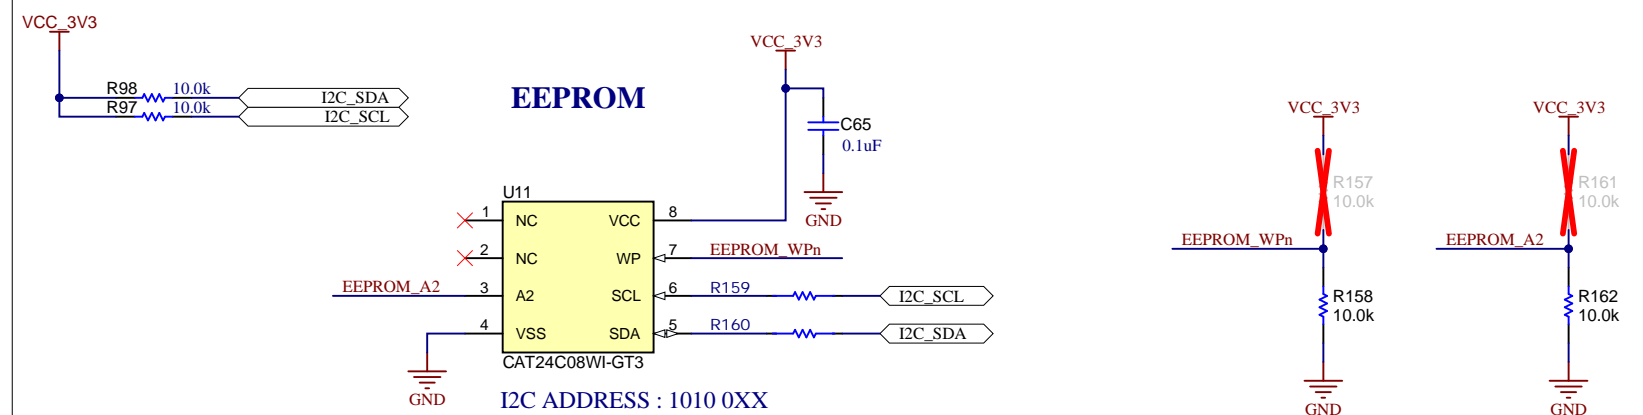 VCC_3V3
R98 10.0k I2C_SDA
R97 10.0k I2C_SCL
EEPROM
VCC_3V3
C65
0.1uF
GND
U11
1 NC VCC 8
2 NC WP 7 EEPROM_WPn
EEPROM_A2 3 A2 SCL 6 R159 I2C_SCL
4 VSS SDA 5 R160 I2C_SDA
CAT24C08WI-GT3
GND
I2C ADDRESS : 1010 0XX
VCC_3V3
R157
10.0k
EEPROM_WPn
R158
10.0k
GND
VCC_3V3
R161
10.0k
EEPROM_A2
R162
10.0k
GND